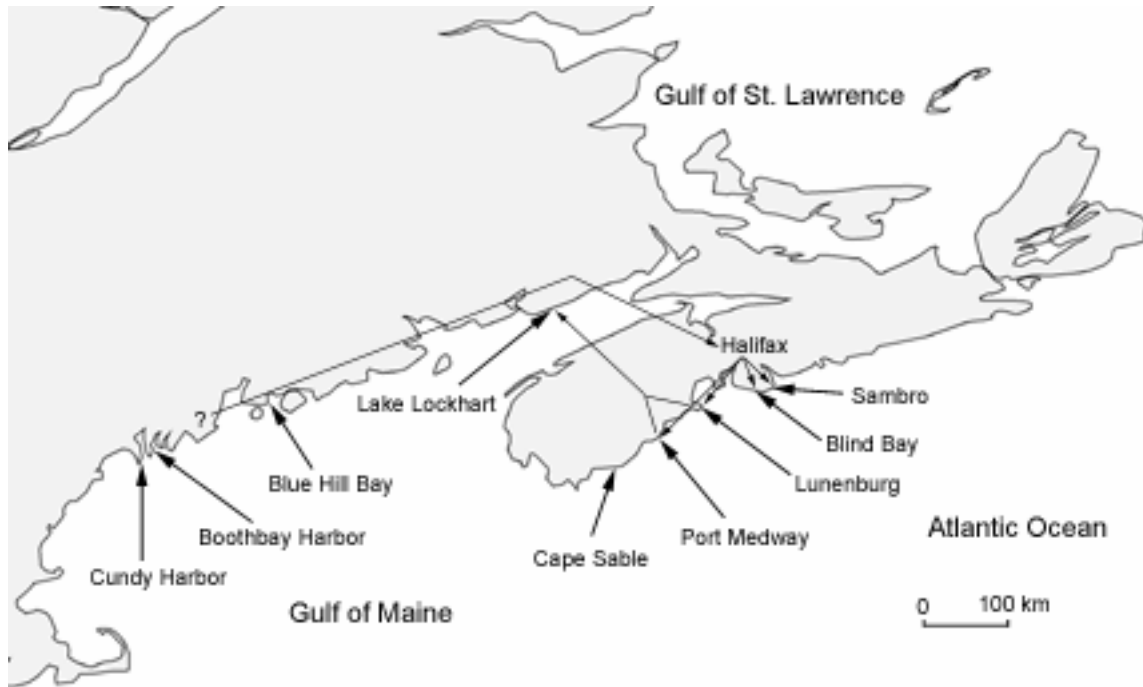 Gulf of St. Lawrence
Halifax
Lake Lockhart
Sambro
??
Blind Bay
Blue Hill Bay
Lunenburg
Boothbay Harbor
Port Medway
Atlantic Ocean
Cape Sable
Cundy Harbor
Gulf of Maine
0 100 km